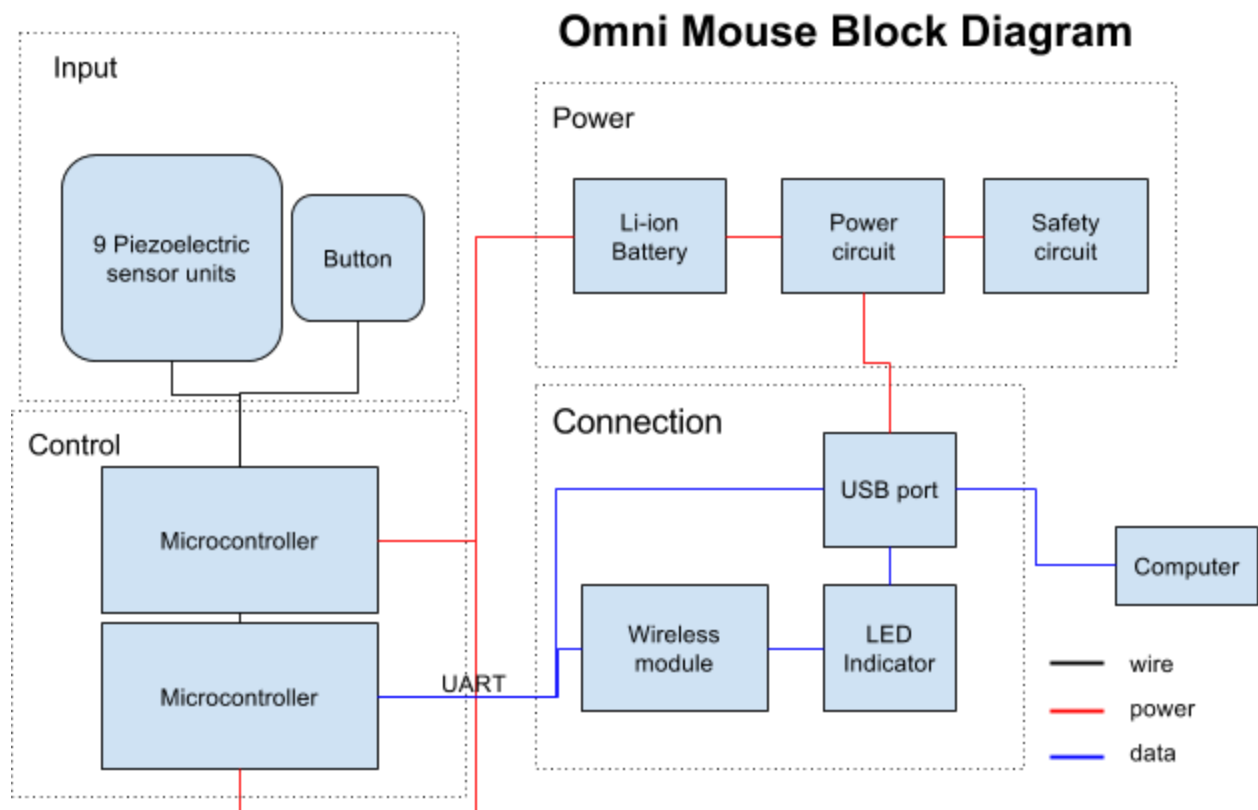 Omni Mouse Block Diagram
Input
9 Piezoelectric
sensor units
Button
Power
Li-ion
Battery
Power
circuit
Safety
circuit
Control
Microcontroller
Microcontroller
UART
Connection
USB port
Wireless
module
LED
Indicator
Computer
wire
power
data